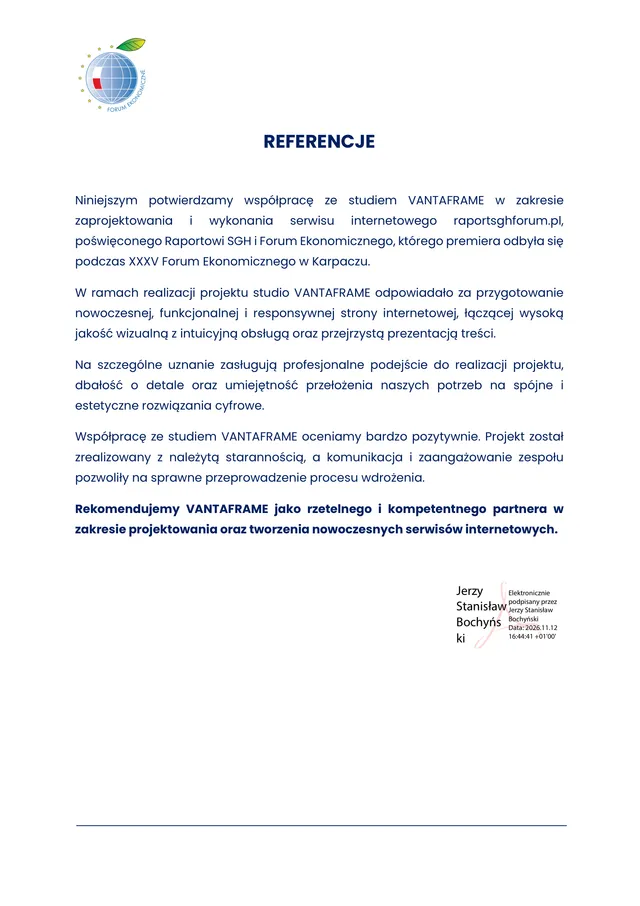 FORUM EKONOMICZNE
REFERENCJE
Niniejszym potwierdzamy współpracę ze studiem VANTAFRAME w zakresie
zaprojektowania i wykonania serwisu internetowego raportsghforum.pl,
poświęconego Raportowi SGH i Forum Ekonomicznego, którego premiera odbyła się
podczas XXXV Forum Ekonomicznego w Karpaczu.
W ramach realizacji projektu studio VANTAFRAME odpowiadało za przygotowanie
nowoczesnej, funkcjonalnej i responsywnej strony internetowej, łączącej wysoką
jakość wizualną z intuicyjną obsługą oraz przejrzystą prezentacją treści.
Na szczególne uznanie zasługują profesjonalne podejście do realizacji projektu,
dbałość o detale oraz umiejętność przełożenia naszych potrzeb na spójne i
estetyczne rozwiązania cyfrowe.
Współpracę ze studiem VANTAFRAME oceniamy bardzo pozytywnie. Projekt został
zrealizowany z należytą starannością, a komunikacja i zaangażowanie zespołu
pozwoliły na sprawne przeprowadzenie procesu wdrożenia.
Rekomendujemy VANTAFRAME jako rzetelnego i kompetentnego partnera w
zakresie projektowania oraz tworzenia nowoczesnych serwisów internetowych.
Jerzy
Stanisław
Bochyńs
ki
Elektronicznie
podpisany przez
Jerzy Stanisław
Bochyński
Data: 2026.11.12
16:44:41 +01'00'